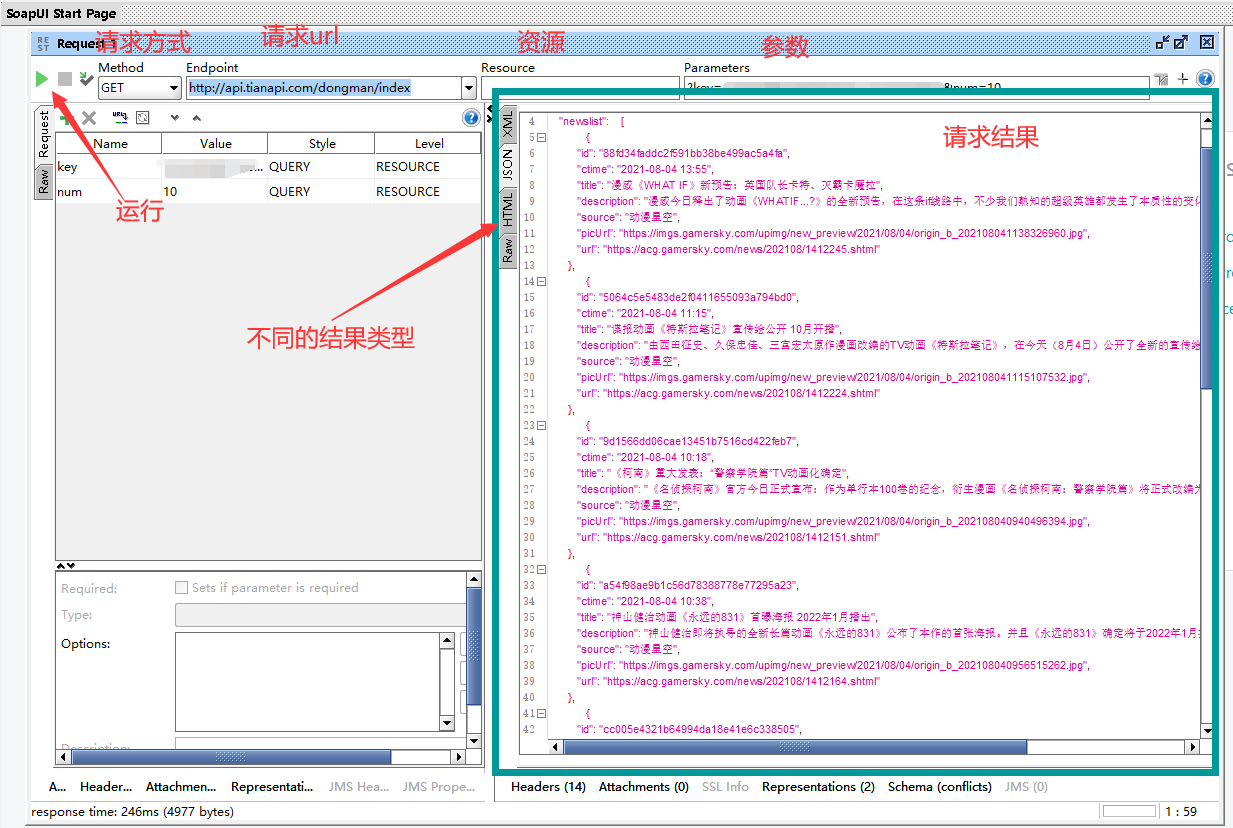 SoapUI Start Page
REST
Request 1
请求方式
请求url
资源
参数
Method
Endpoint
Resource
Parameters
GET
http://api.tianapi.com/dongman/index
?key=
&num=10
Request
Raw
Name Value Style Level
key ... QUERY RESOURCE
num 10 QUERY RESOURCE
运行
不同的结果类型
Required:
Sets if parameter is required
Type:
Options:
Description:
XML
JSON
HTML
Raw
请求结果
4 "newslist": [
5 {
6 "id": "88fd34faddc2f591bb38be499ac5a4fa",
7 "ctime": "2021-08-04 13:55",
8 "title": "漫威《WHAT IF》新预告：英国队长卡特、灭霸卡魔拉",
9 "description": "漫威今日释出了动画《WHATIF...?》的全新预告，在这条if线路中，不少我们熟知的超级英雄都发生了本质性的变
10 "source": "动漫星空",
11 "picUrl": "https://imgs.gamersky.com/upimg/new_preview/2021/08/04/origin_b_202108041138326960.jpg",
12 "url": "https://acg.gamersky.com/news/202108/1412245.shtml"
13 },
14 {
15 "id": "5064c5e5483de2f0411655093a794bd0",
16 "ctime": "2021-08-04 11:15",
17 "title": "谍报动画《特斯拉笔记》宣传绘公开 10月开播",
18 "description": "由西田征史、久保忠佳、三宫宏太原作漫画改编的TV动画《特斯拉笔记》，在今天（8月4日）公开了全新的宣传绘
19 "source": "动漫星空",
20 "picUrl": "https://imgs.gamersky.com/upimg/new_preview/2021/08/04/origin_b_202108041115107532.jpg",
21 "url": "https://acg.gamersky.com/news/202108/1412224.shtml"
22 },
23 {
24 "id": "9d1566dd06cae13451b7516cd422feb7",
25 "ctime": "2021-08-04 10:18",
26 "title": "《柯南》重大发表：“警察学院篇”TV动画化确定",
27 "description": "《名侦探柯南》官方今日正式宣布：作为单行本100卷的纪念，衍生漫画《名侦探柯南：警察学院篇》将正式改编为
28 "source": "动漫星空",
29 "picUrl": "https://imgs.gamersky.com/upimg/new_preview/2021/08/04/origin_b_202108040940496394.jpg",
30 "url": "https://acg.gamersky.com/news/202108/1412151.shtml"
31 },
32 {
33 "id": "a54f98ae9b1c56d78388778e77295a23",
34 "ctime": "2021-08-04 10:38",
35 "title": "神山健治动画《永远的831》首曝海报 2022年1月播出",
36 "description": "神山健治即将执导的全新长篇动画《永远的831》公布了本作的首张海报。并且《永远的831》确定将于2022年1月
37 "source": "动漫星空",
38 "picUrl": "https://imgs.gamersky.com/upimg/new_preview/2021/08/04/origin_b_202108040956515262.jpg",
39 "url": "https://acg.gamersky.com/news/202108/1412164.shtml"
40 },
41 {
42 "id": "cc005e4321b64994da18e41e6c338505",
A... Header... Attachmen... Representati... JMS Hea... JMS Prope...
Headers (14) Attachments (0) SSL Info Representations (2) Schema (conflicts) JMS (0)
response time: 246ms (4977 bytes)
1 : 59